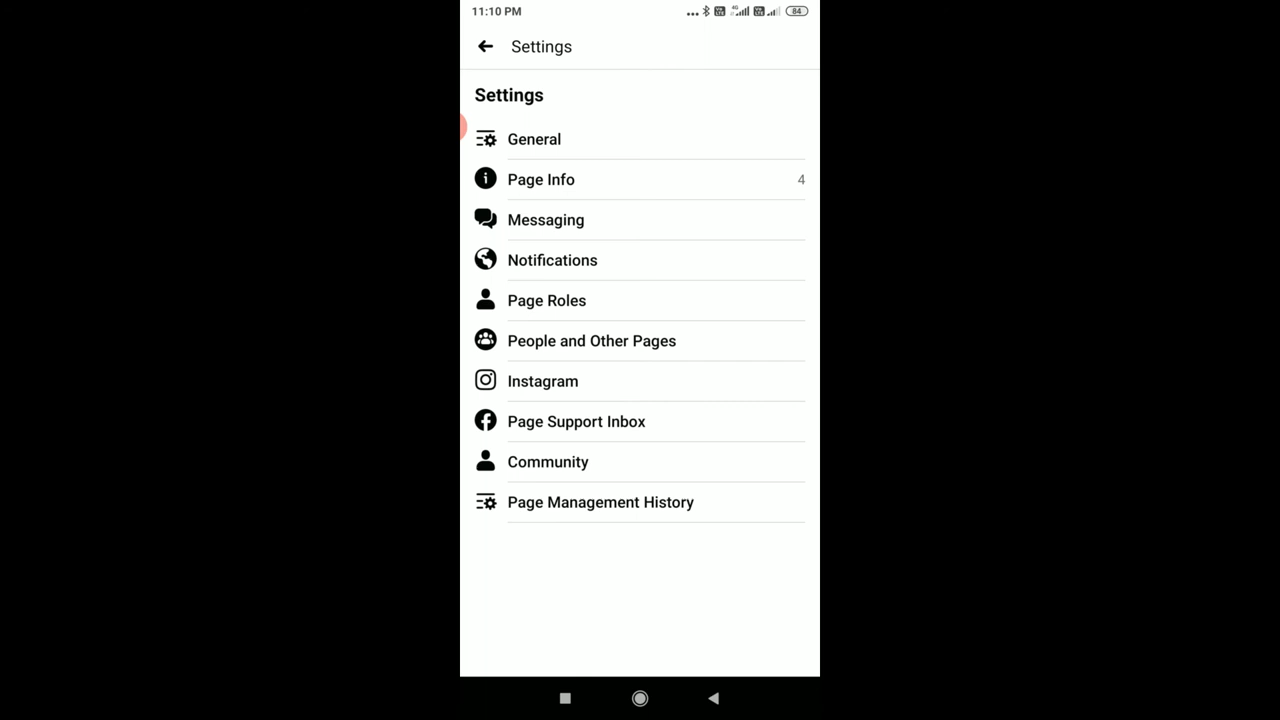 11:10 PM
4G
84
Settings
Settings
General
Page Info
4
Messaging
Notifications
Page Roles
People and Other Pages
Instagram
Page Support Inbox
Community
Page Management History